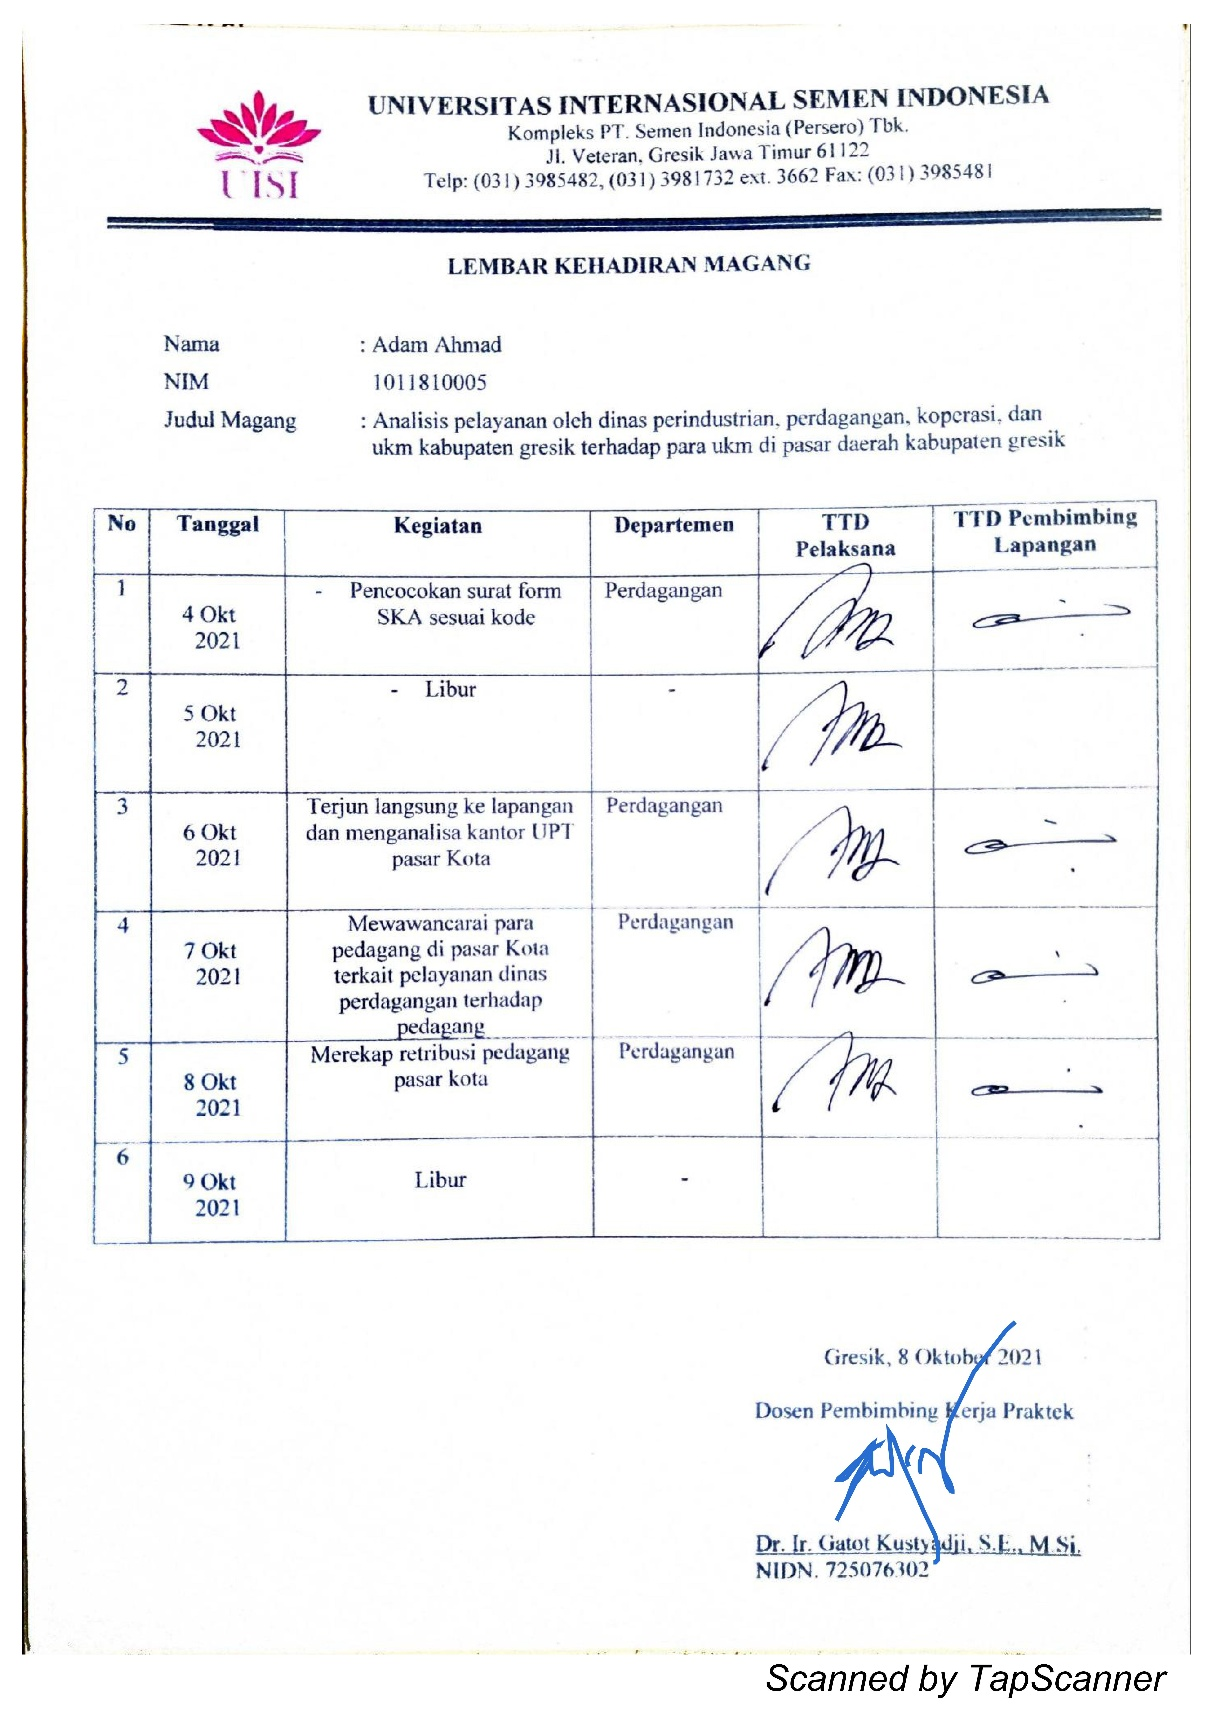 UNIVERSITAS INTERNASIONAL SEMEN INDONESIA
Kompleks PT. Semen Indonesia (Persero) Tbk.
Jl. Veteran, Gresik Jawa Timur 61122
Telp: (031) 3985482, (031) 3981732 ext. 3662 Fax: (031) 3985481
UISI
LEMBAR KEHADIRAN MAGANG
Nama : Adam Ahmad
NIM 1011810005
Judul Magang : Analisis pelayanan oleh dinas perindustrian, perdagangan, koperasi, dan
ukm kabupaten gresik terhadap para ukm di pasar daerah kabupaten gresik
No Tanggal Kegiatan Departemen TTD Pelaksana TTD Pembimbing Lapangan
1 4 Okt 2021 - Pencocokan surat form SKA sesuai kode Perdagangan
2 5 Okt 2021 - Libur -
3 6 Okt 2021 Terjun langsung ke lapangan dan menganalisa kantor UPT pasar Kota Perdagangan
4 7 Okt 2021 Mewawancarai para pedagang di pasar Kota terkait pelayanan dinas perdagangan terhadap pedagang Perdagangan
5 8 Okt 2021 Merekap retribusi pedagang pasar kota Perdagangan
6 9 Okt 2021 Libur -
Gresik, 8 Oktober 2021
Dosen Pembimbing Kerja Praktek
Dr. Ir. Gatot Kustyadji, S.E., M.Si.
NIDN. 725076302
Scanned by TapScanner